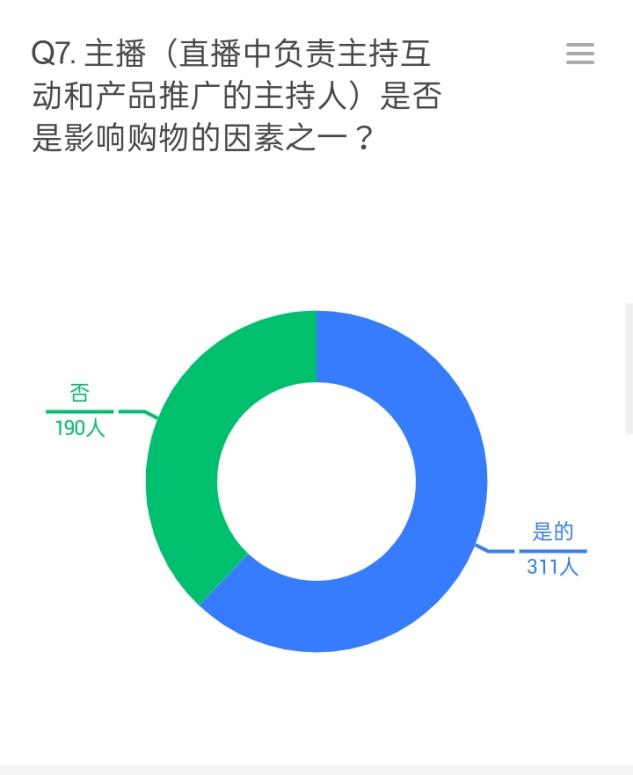 Q7. 主播（直播中负责主持互
动和产品推广的主持人）是否
是影响购物的因素之一？
否
190人
是的
311人